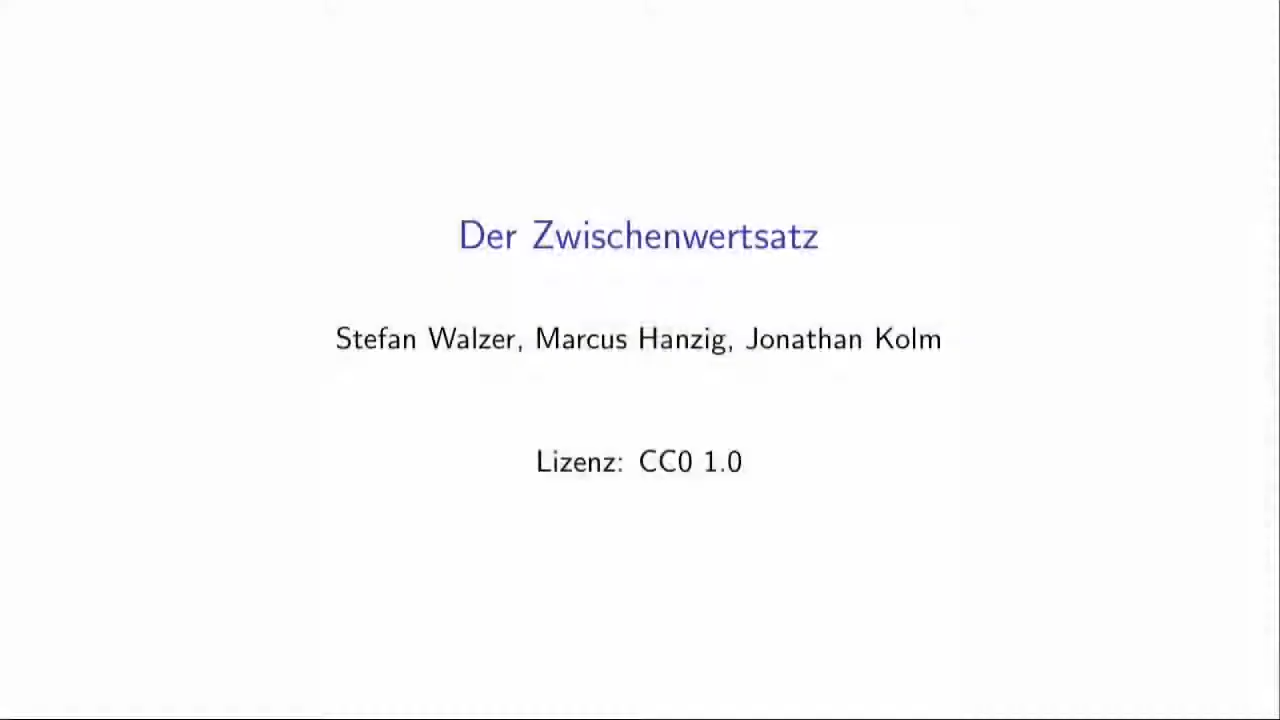 Der Zwischenwertsatz
Stefan Walzer, Marcus Hanzig, Jonathan Kolm
Lizenz: CC0 1.0